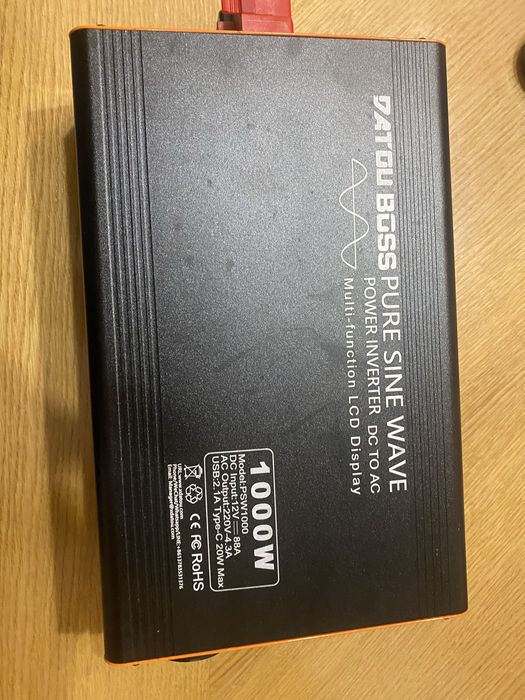 DATOU BOSS PURE SINE WAVE
POWER INVERTER DC TO AC
Multi-function LCD Display
1000W
Model:PSW1000
DC Input:12V⎓88A
AC Output:220V-4.3A
USB:2.1A Type-C 20W Max
CE FC RoHS